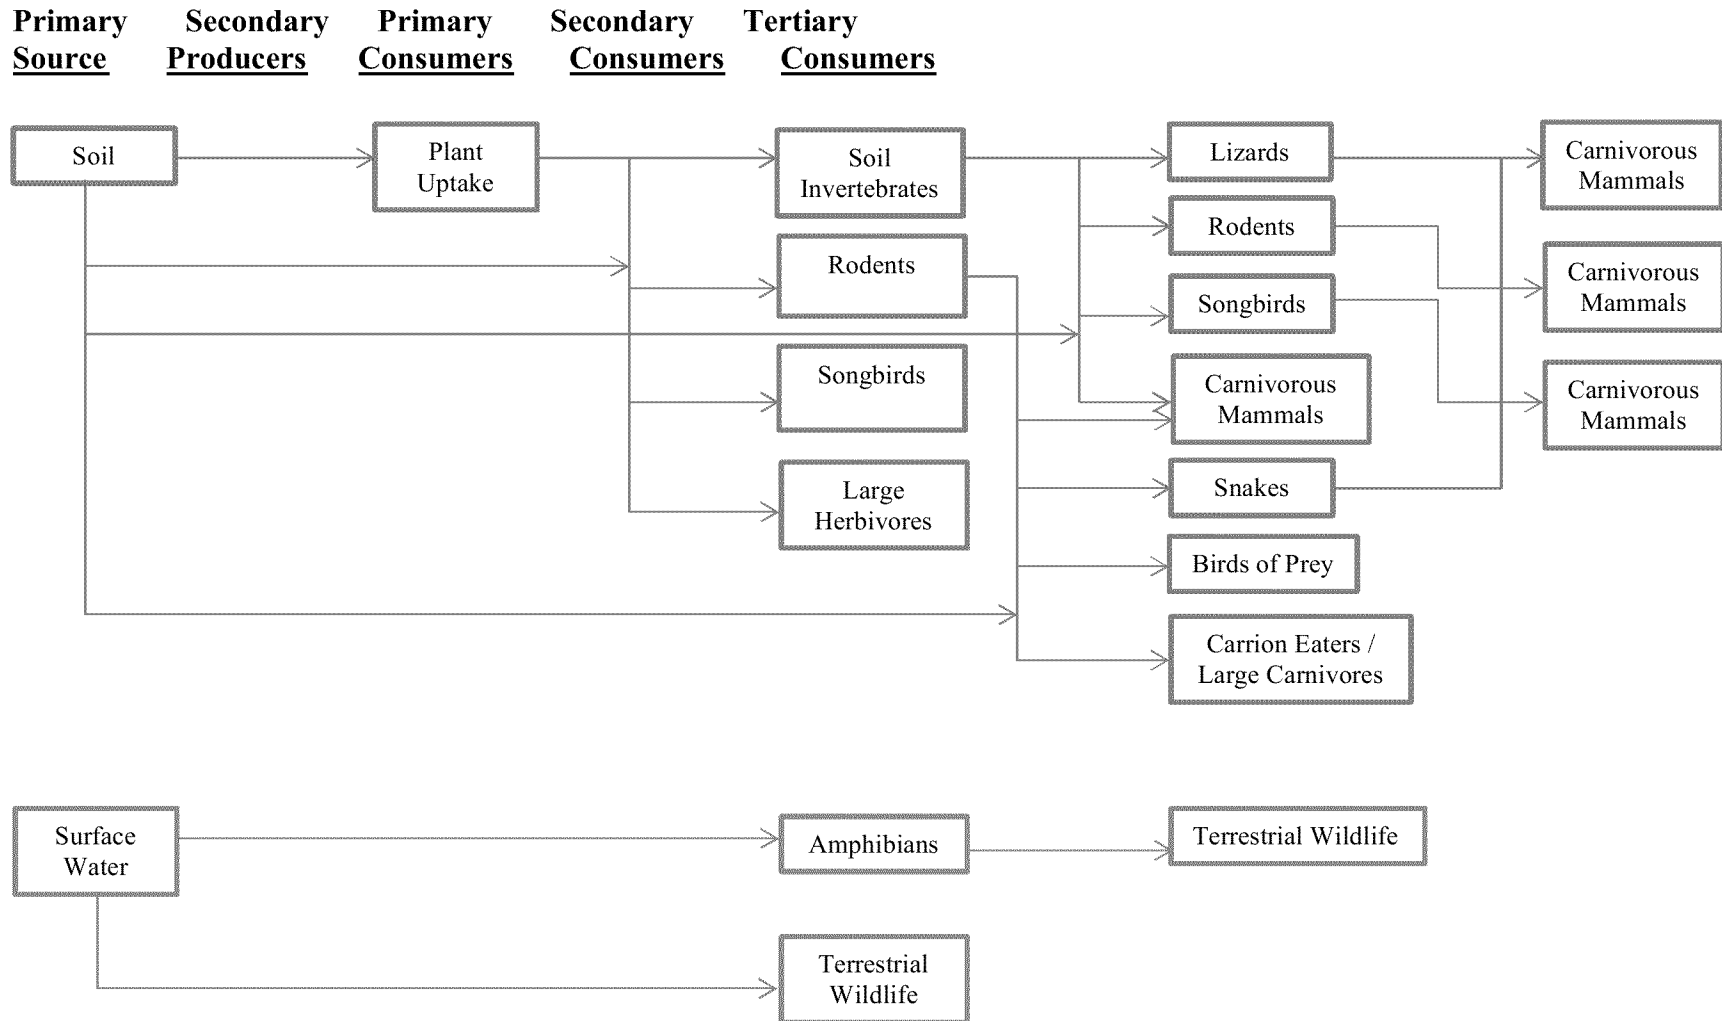 Primary Secondary Primary Secondary Tertiary
Source Producers Consumers Consumers Consumers
Soil
Plant
Uptake
Soil
Invertebrates
Rodents
Songbirds
Large
Herbivores
Lizards
Rodents
Songbirds
Carnivorous
Mammals
Snakes
Birds of Prey
Carrion Eaters /
Large Carnivores
Carnivorous
Mammals
Carnivorous
Mammals
Carnivorous
Mammals
Surface
Water
Amphibians
Terrestrial Wildlife
Terrestrial
Wildlife